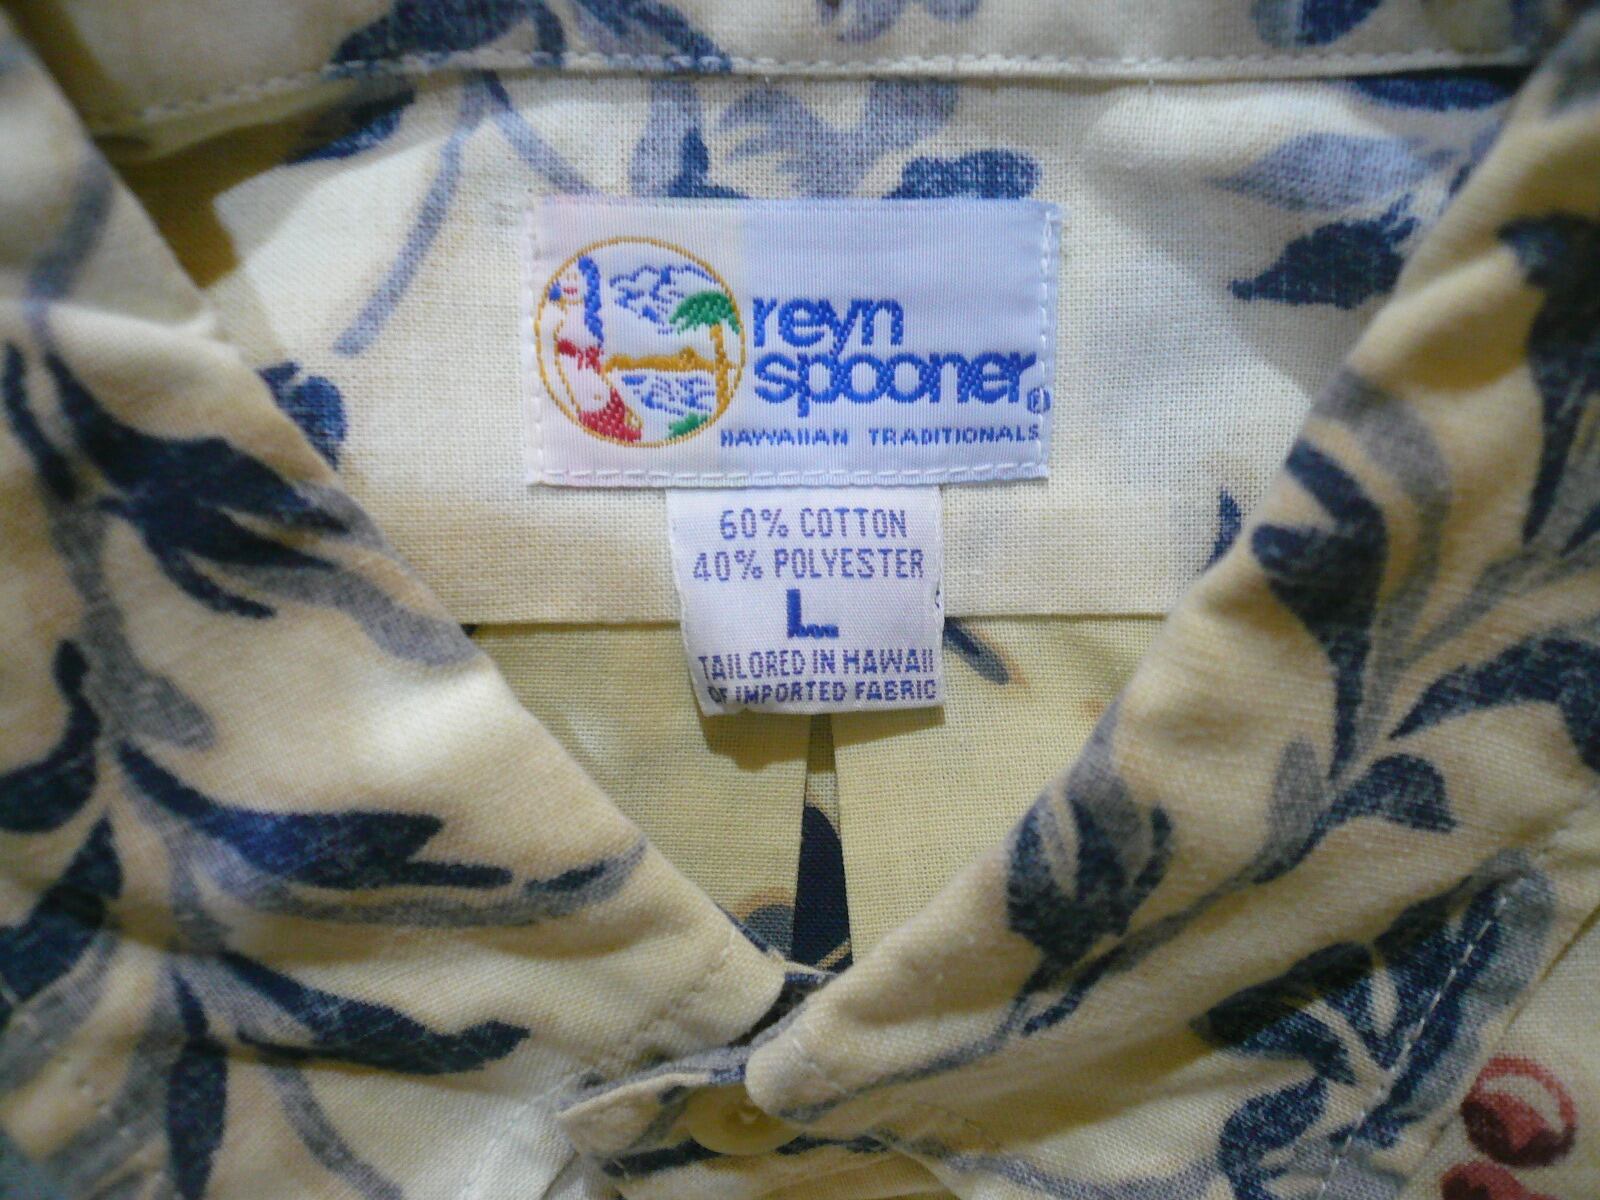 reyn
spooner®
HAWAIIAN TRADITIONALS
60% COTTON
40% POLYESTER
L
TAILORED IN HAWAII
OF IMPORTED FABRIC